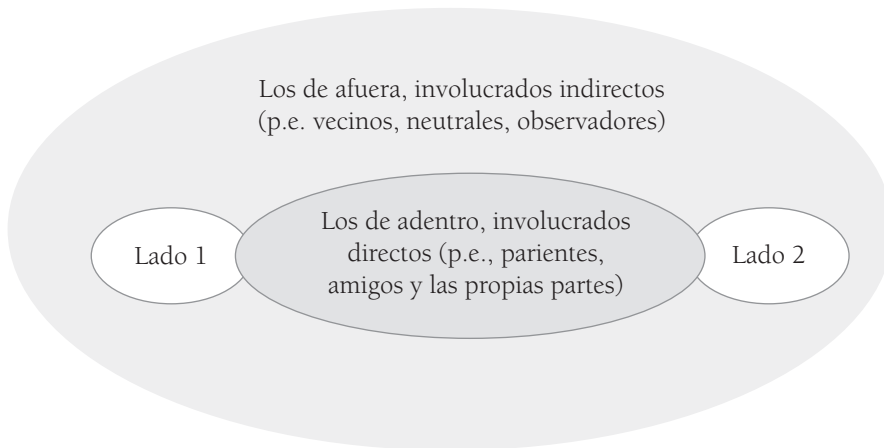 Los de afuera, involucrados indirectos
(p.e. vecinos, neutrales, observadores)
Lado 1
Los de adentro, involucrados
directos (p.e., parientes,
amigos y las propias partes)
Lado 2